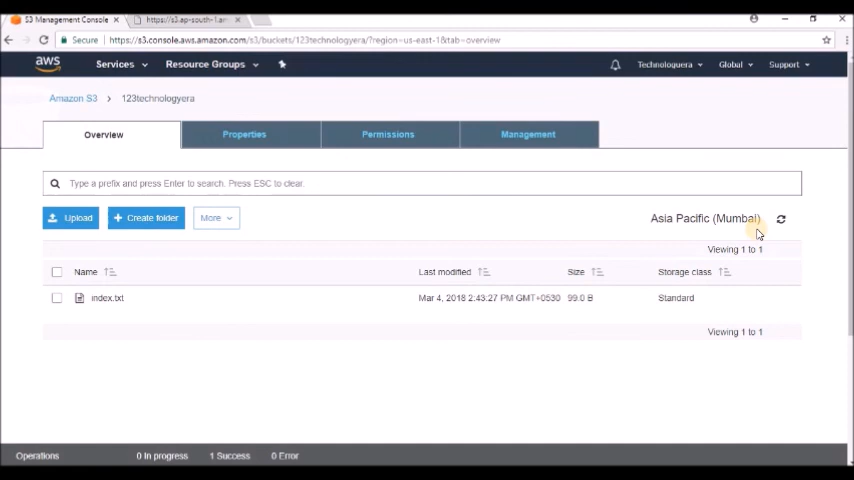 S3 Management Console https://s3.ap-south-1.am
Secure https://s3.console.aws.amazon.com/s3/buckets/123technologyera/?region=us-east-1&tab=overview
aws Services Resource Groups Technologuera Global Support
Amazon S3 > 123technologyera
Overview Properties Permissions Management
Type a prefix and press Enter to search. Press ESC to clear.
Upload Create folder More Asia Pacific (Mumbai)
Viewing 1 to 1
Name Last modified Size Storage class
index.txt Mar 4, 2018 2:43:27 PM GMT+0530 99.0 B Standard
Viewing 1 to 1
Operations 0 In progress 1 Success 0 Error